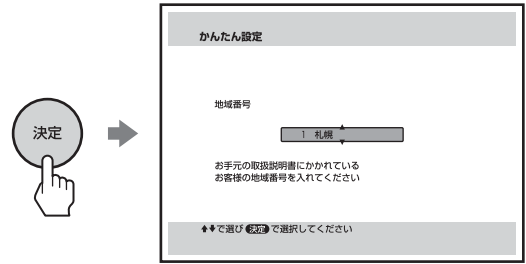 決定
かんたん設定
地域番号
1 札幌
お手元の取扱説明書にかかれている
お客様の地域番号を入れてください
♦♦で選び 決定 で選択してください